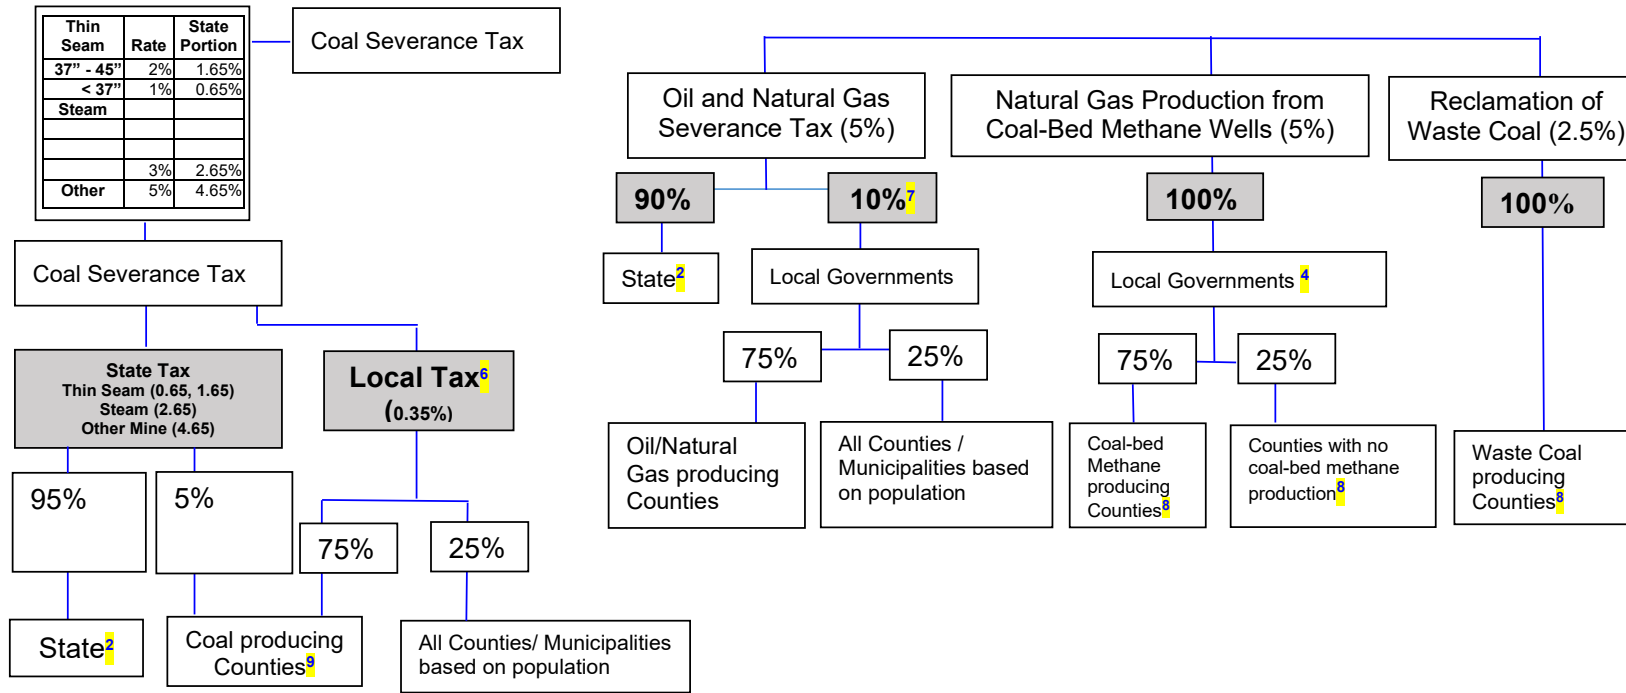 Thin Seam Rate State Portion
37” - 45” 2% 1.65%
< 37” 1% 0.65%
Steam
3% 2.65%
Other 5% 4.65%
Coal Severance Tax
Coal Severance Tax
State Tax
Thin Seam (0.65, 1.65)
Steam (2.65)
Other Mine (4.65)
Local Tax6
(0.35%)
95%
5%
75%
25%
State2
Coal producing
Counties9
All Counties/ Municipalities
based on population
Oil and Natural Gas
Severance Tax (5%)
90%
10%7
State2
Local Governments
75%
25%
Oil/Natural
Gas producing
Counties
All Counties /
Municipalities based
on population
Natural Gas Production from
Coal-Bed Methane Wells (5%)
100%
Local Governments 4
75%
25%
Coal-bed
Methane
producing
Counties8
Counties with no
coal-bed methane
production8
Reclamation of
Waste Coal (2.5%)
100%
Waste Coal
producing
Counties8